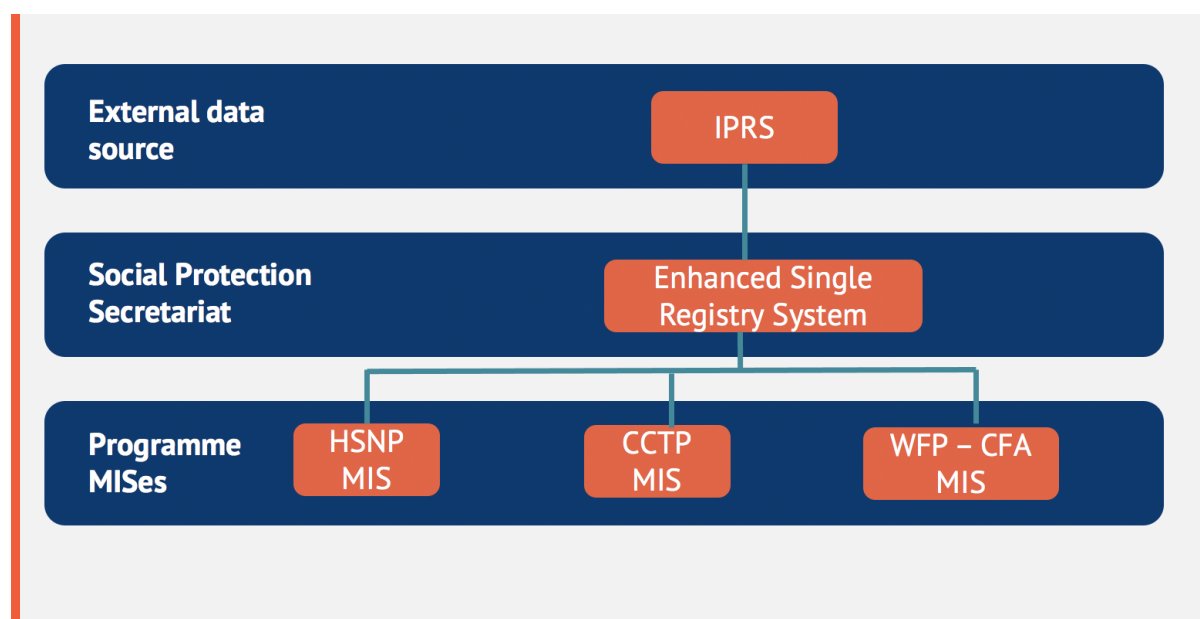 External data
source
IPRS
Social Protection
Secretariat
Enhanced Single
Registry System
Programme
MISes
HSNP
MIS
CCTP
MIS
WFP – CFA
MIS